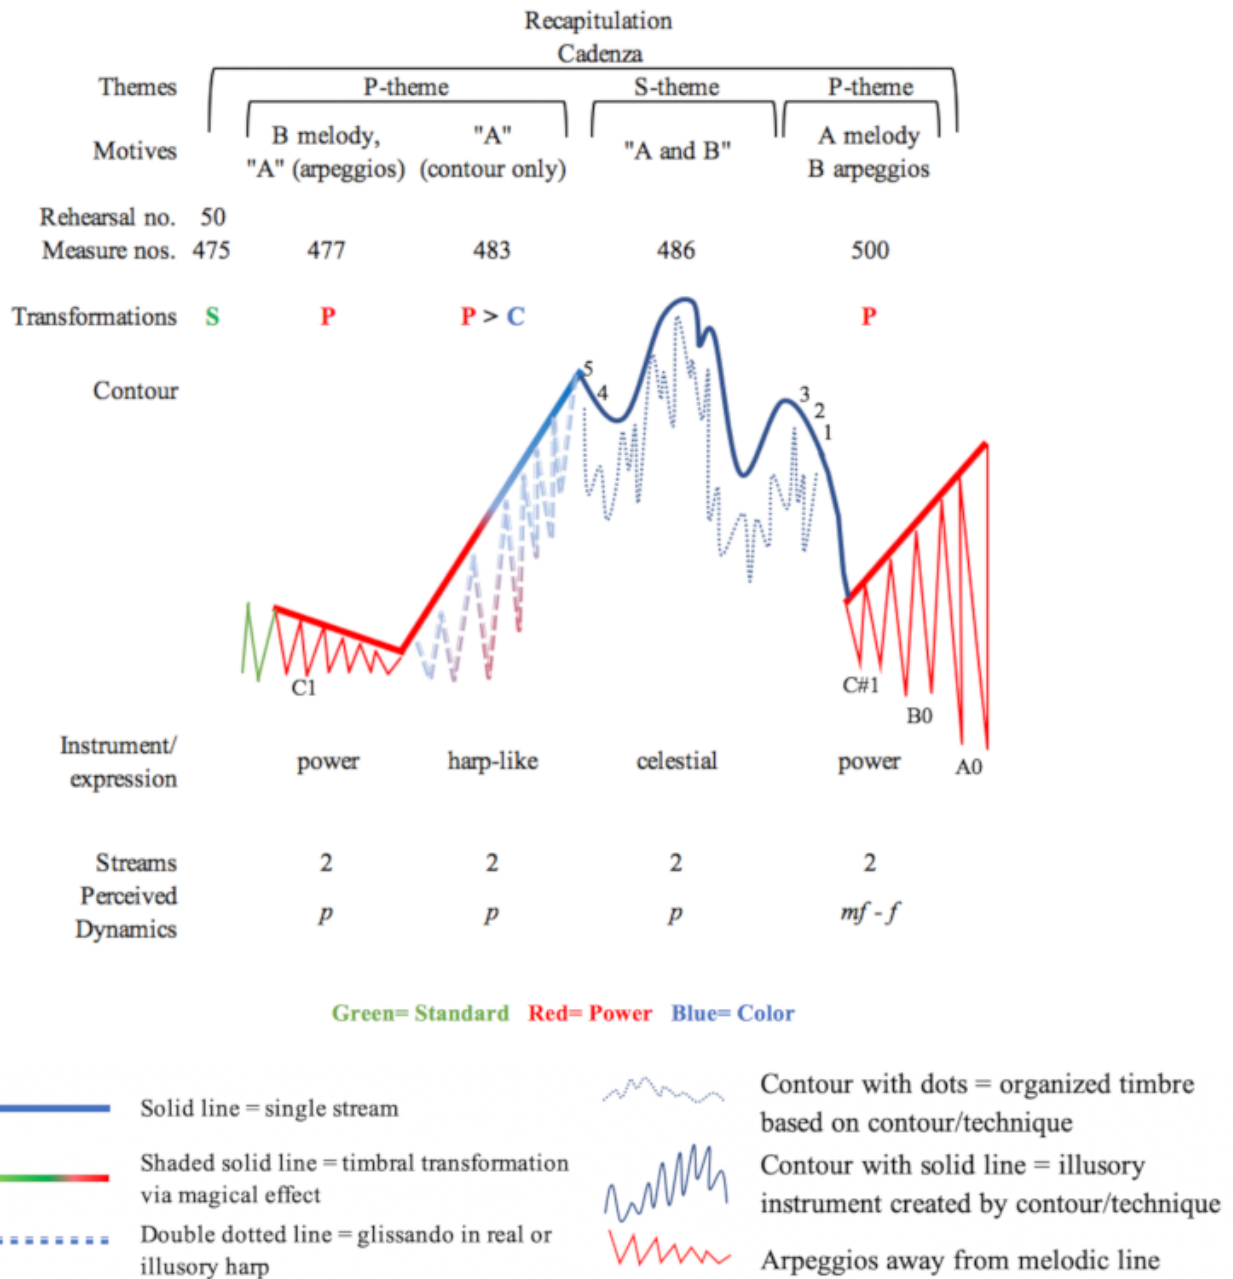 Recapitulation
Cadenza
Themes P-theme S-theme P-theme
Motives B melody, "A" (arpeggios) "A" (contour only) "A and B" A melody B arpeggios
Rehearsal no. 50
Measure nos. 475 477 483 486 500
Transformations S P P > C P
Contour
5
4
3
2
1
C1
C#1
B0
A0
Instrument/ expression power harp-like celestial power
Streams 2 2 2 2
Perceived Dynamics p p p mf - f
Green= Standard Red= Power Blue= Color
Solid line = single stream
Shaded solid line = timbral transformation
via magical effect
Double dotted line = glissando in real or
illusory harp
Contour with dots = organized timbre
based on contour/technique
Contour with solid line = illusory
instrument created by contour/technique
Arpeggios away from melodic line